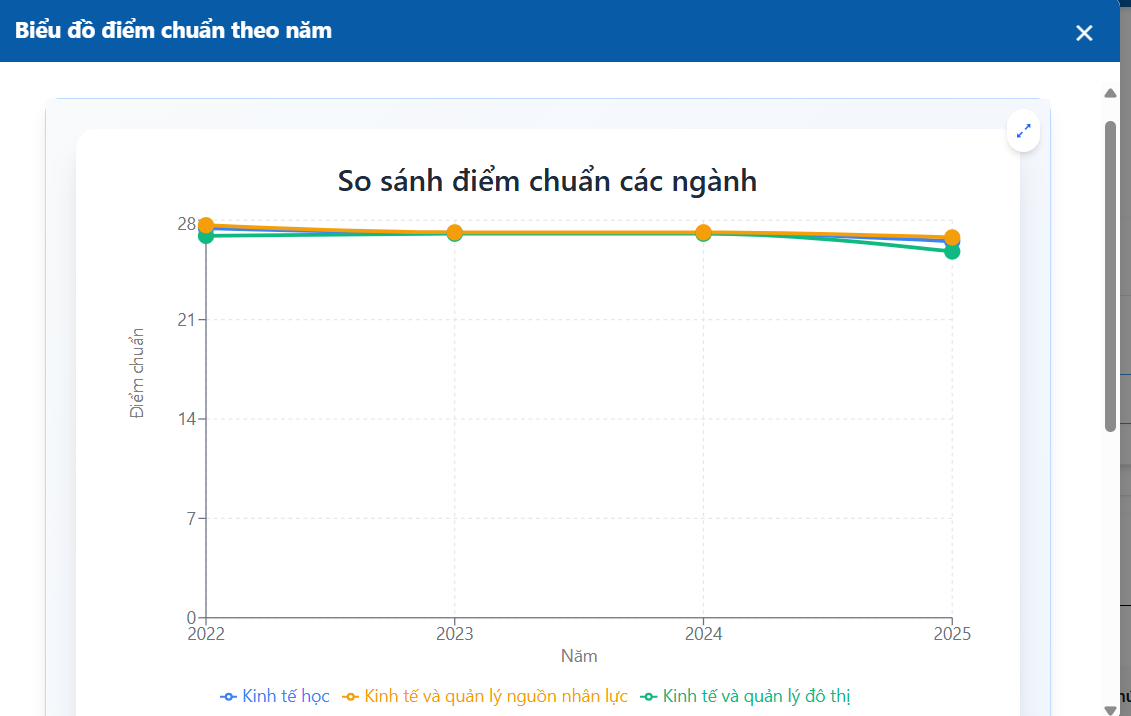 Biểu đồ điểm chuẩn theo năm
So sánh điểm chuẩn các ngành
28
21
14
7
0
Điểm chuẩn
2022 2023 2024 2025
Năm
Kinh tế học Kinh tế và quản lý nguồn nhân lực Kinh tế và quản lý đô thị